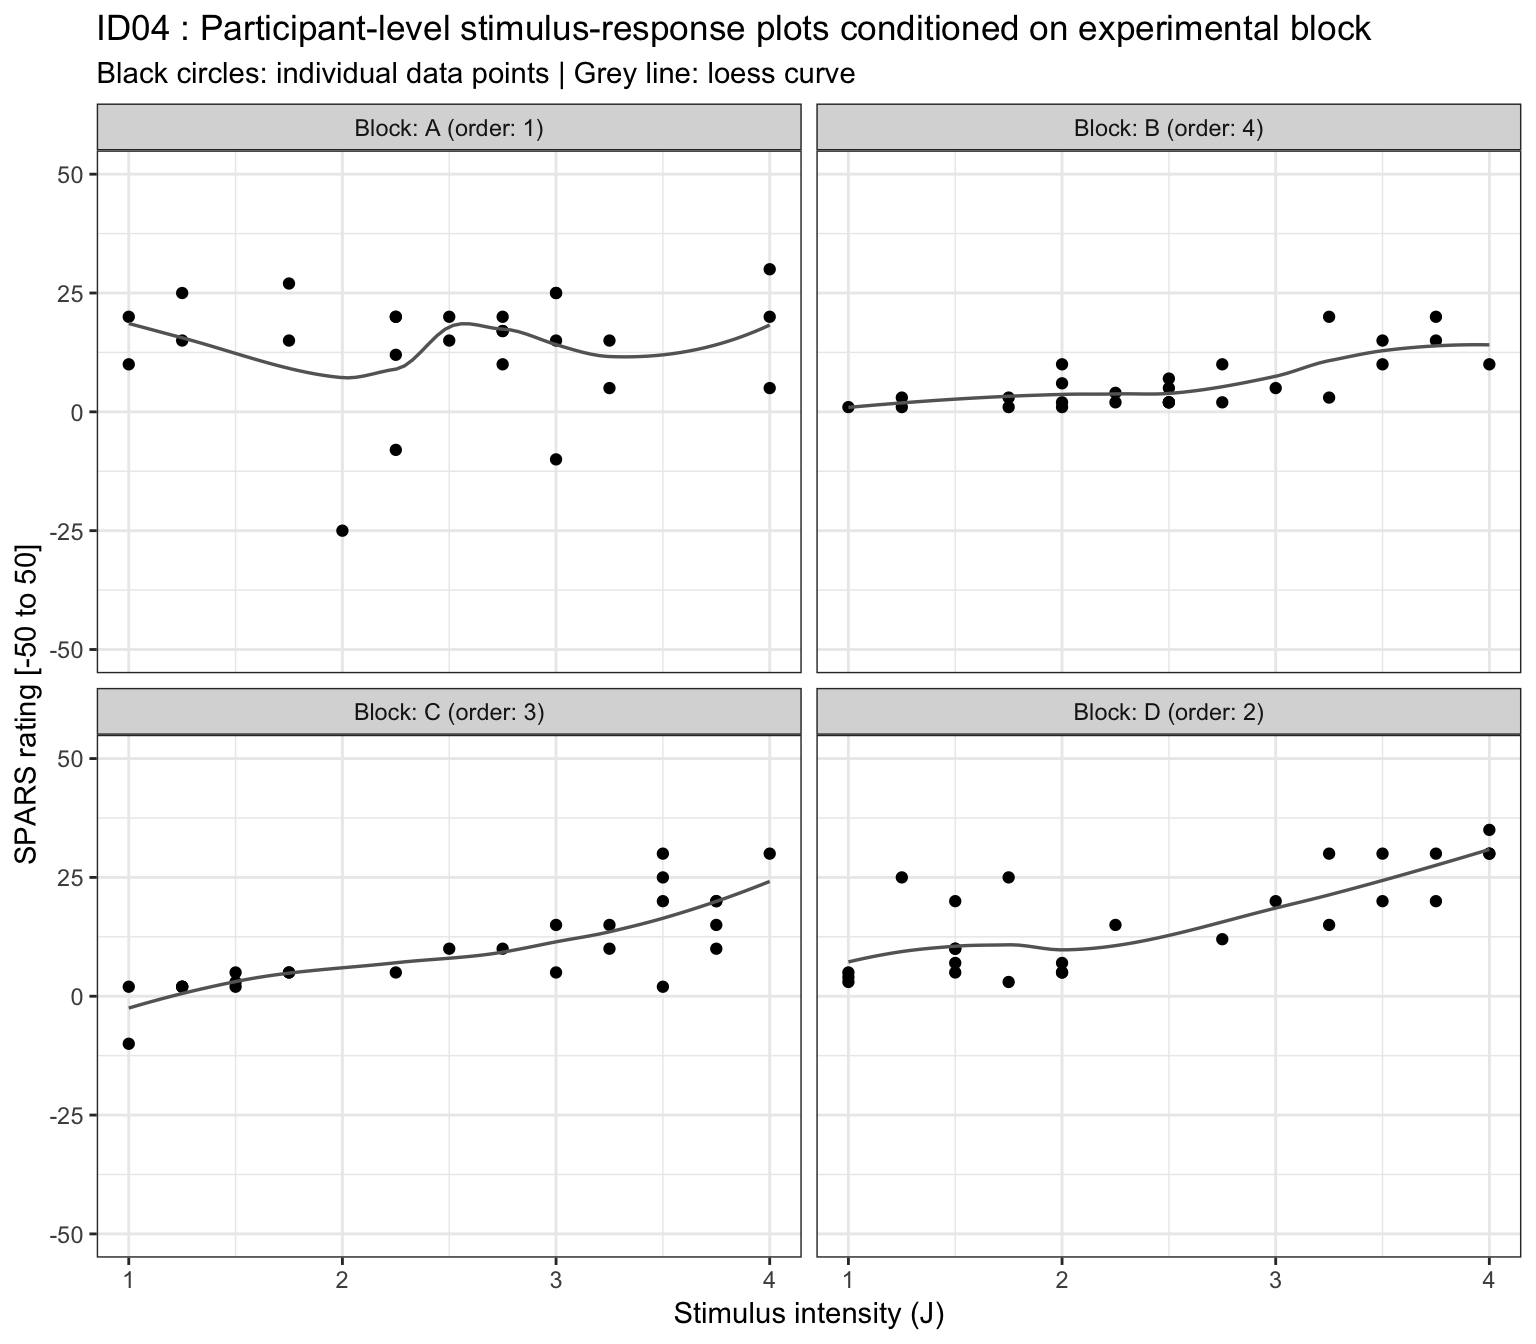 ID04 : Participant-level stimulus-response plots conditioned on experimental block
Black circles: individual data points | Grey line: loess curve
Block: A (order: 1)
Block: B (order: 4)
50
25
0
-25
-50
Block: C (order: 3)
Block: D (order: 2)
50
25
0
-25
-50
SPARS rating [-50 to 50]
1 2 3 4 1 2 3 4
Stimulus intensity (J)